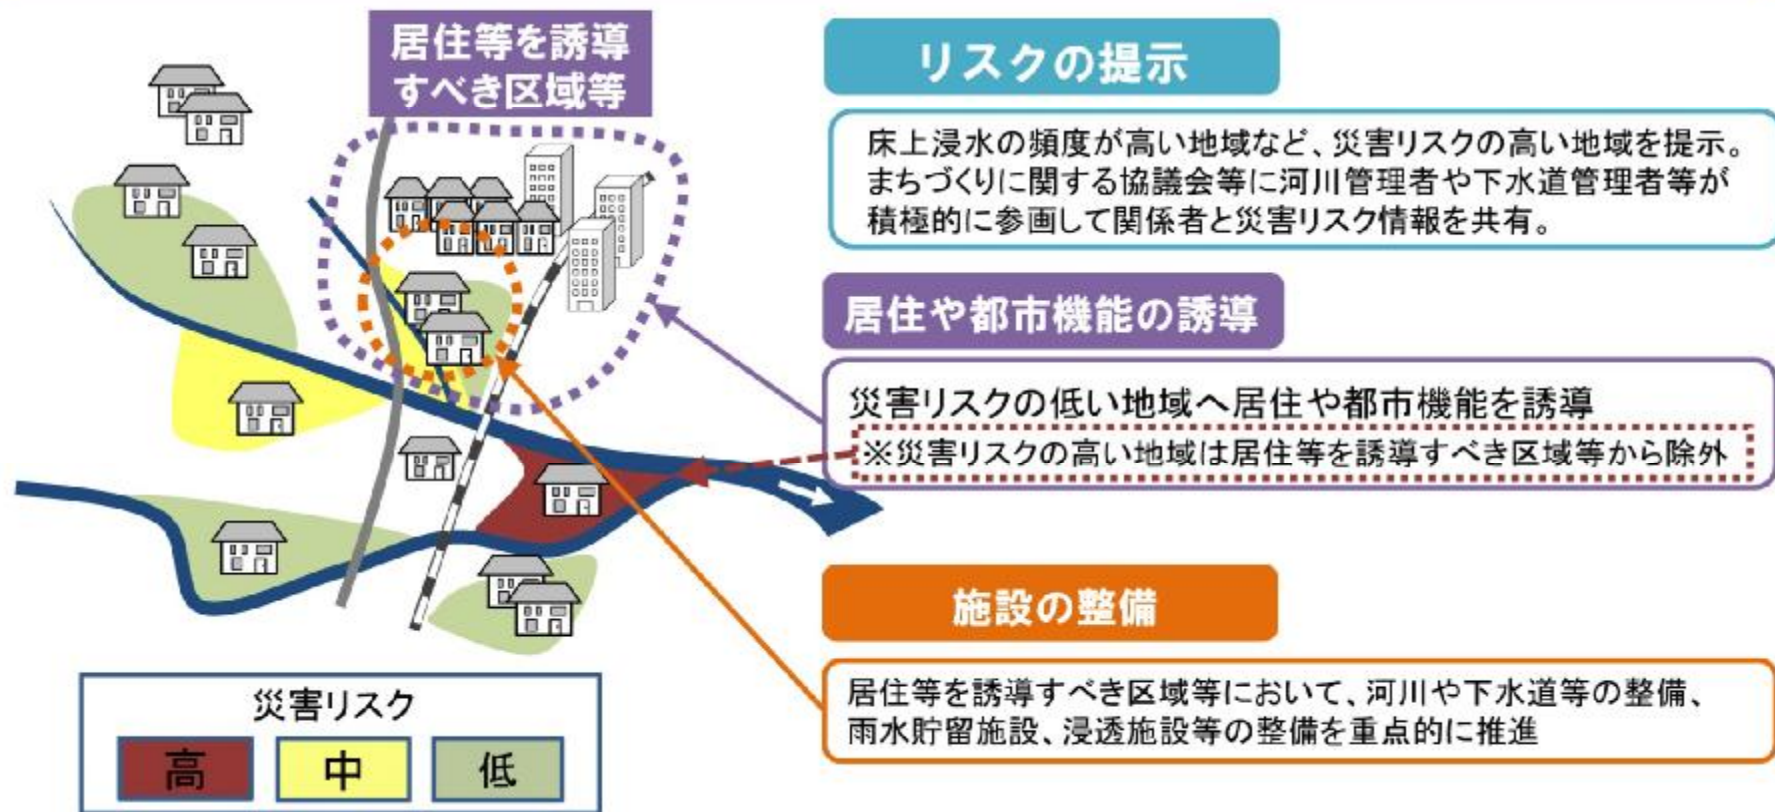 居住等を誘導
すべき区域等
リスクの提示
床上浸水の頻度が高い地域など、災害リスクの高い地域を提示。
まちづくりに関する協議会等に河川管理者や下水道管理者等が
積極的に参画して関係者と災害リスク情報を共有。
居住や都市機能の誘導
災害リスクの低い地域へ居住や都市機能を誘導
※災害リスクの高い地域は居住等を誘導すべき区域等から除外
施設の整備
居住等を誘導すべき区域等において、河川や下水道等の整備、
雨水貯留施設、浸透施設等の整備を重点的に推進
災害リスク
高 中 低